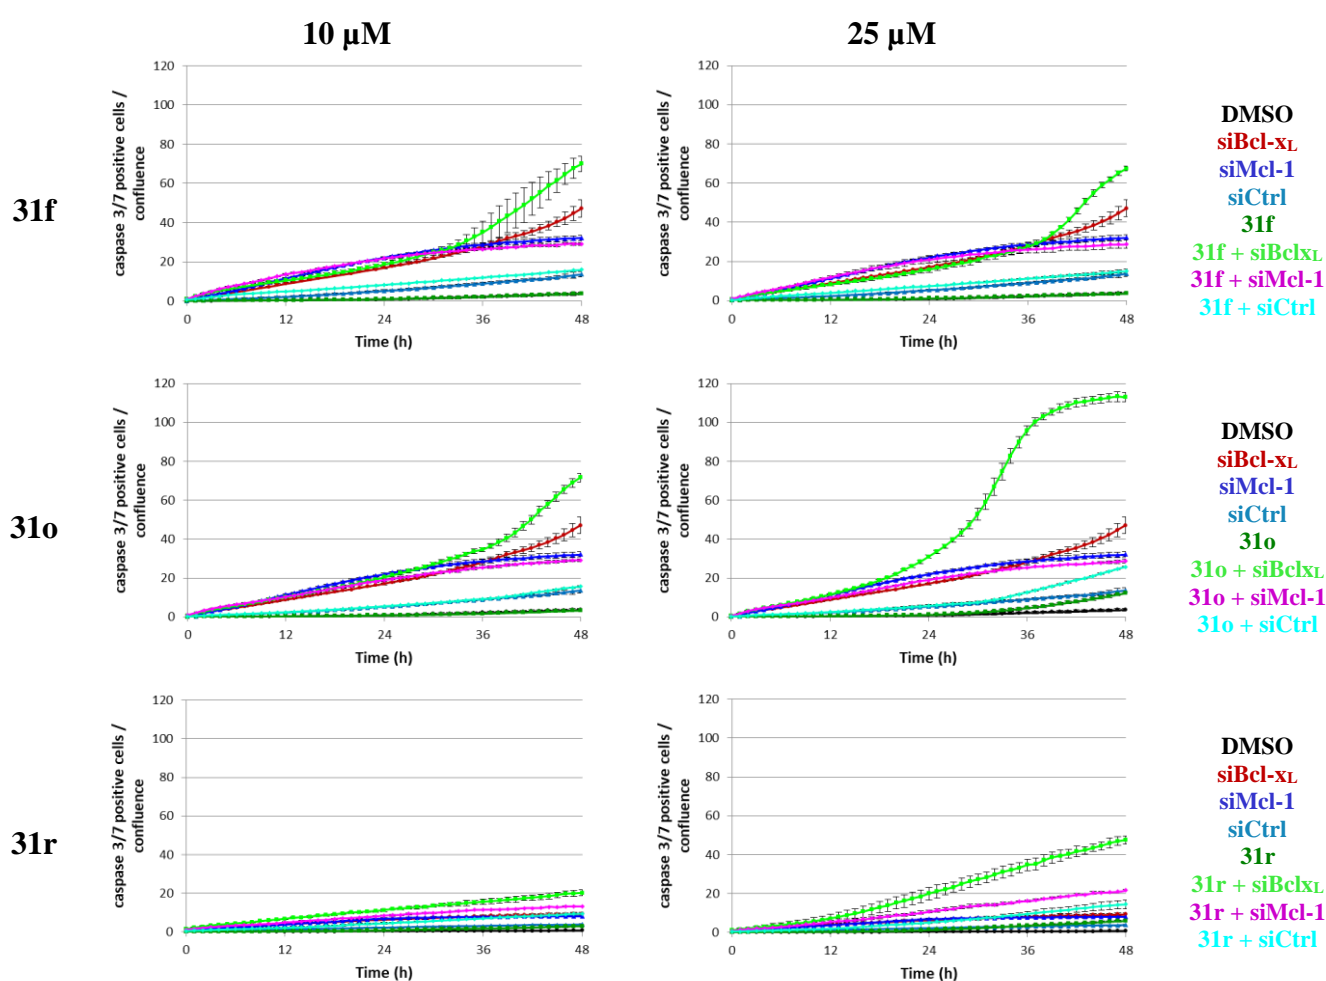 10 µM
25 µM
31f
caspase 3/7 positive cells /
confluence
120
100
80
60
40
20
0
0
12
24
36
48
Time (h)
caspase 3/7 positive cells /
confluence
120
100
80
60
40
20
0
0
12
24
36
48
Time (h)
DMSO
siBcl-xL
siMcl-1
siCtrl
31f
31f + siBclxL
31f + siMcl-1
31f + siCtrl
31o
caspase 3/7 positive cells /
confluence
120
100
80
60
40
20
0
0
12
24
36
48
Time (h)
caspase 3/7 positive cells /
confluence
120
100
80
60
40
20
0
0
12
24
36
48
Time (h)
DMSO
siBcl-xL
siMcl-1
siCtrl
31o
31o + siBclxL
31o + siMcl-1
31o + siCtrl
31r
caspase 3/7 positive cells /
confluence
120
100
80
60
40
20
0
0
12
24
36
48
Time (h)
caspase 3/7 positive cells /
confluence
120
100
80
60
40
20
0
0
12
24
36
48
Time (h)
DMSO
siBcl-xL
siMcl-1
siCtrl
31r
31r + siBclxL
31r + siMcl-1
31r + siCtrl